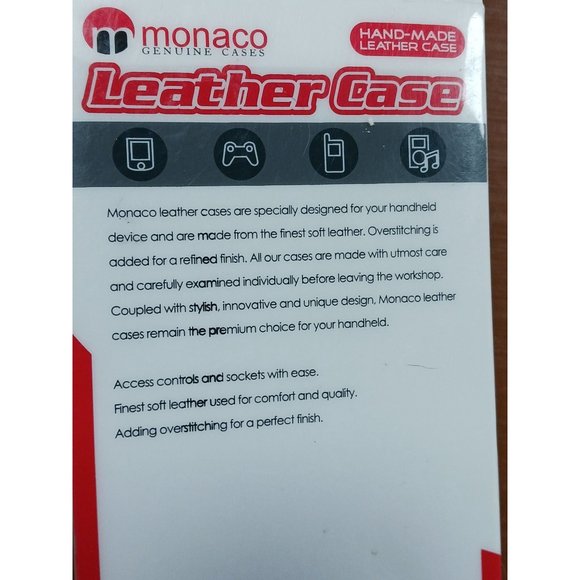 m monaco
GENUINE CASES
HAND-MADE
LEATHER CASE
Leather Case
Monaco leather cases are specially designed for your handheld
device and are made from the finest soft leather. Overstitching is
added for a refined finish. All our cases are made with utmost care
and carefully examined individually before leaving the workshop.
Coupled with stylish, innovative and unique design, Monaco leather
cases remain the premium choice for your handheld.
Access controls and sockets with ease.
Finest soft leather used for comfort and quality.
Adding overstitching for a perfect finish.